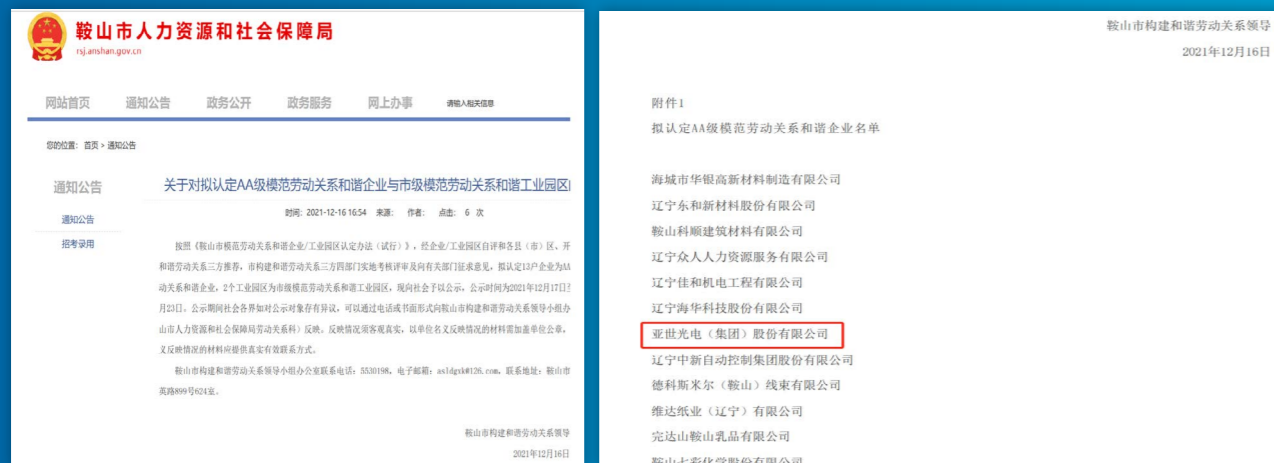 鞍山市人力资源和社会保障局
rsj.anshan.gov.cn
网站首页 通知公告 政务公开 政务服务 网上办事 请输入相关信息
您的位置： 首页 > 通知公告
通知公告
通知公告
招考录用
关于对拟认定AA级模范劳动关系和谐企业与市级模范劳动关系和谐工业园区
时间：2021-12-16 16:54 来源： 作者： 点击： 6 次
按照《鞍山市模范劳动关系和谐企业/工业园区认定办法（试行）》，经企业/工业园区自评和各县（市）区、开
和谐劳动关系三方推荐，市构建和谐劳动关系三方四部门实地考核评审及向有关部门征求意见，拟认定13户企业为AA
动关系和谐企业，2个工业园区为市级模范劳动关系和谐工业园区，现向社会予以公示，公示时间为2021年12月17日至
月23日。公示期间社会各界如对公示对象存有异议，可以通过电话或书面形式向鞍山市构建和谐劳动关系领导小组办
山市人力资源和社会保障局劳动关系科）反映。反映情况须客观真实，以单位名义反映情况的材料需加盖单位公章，
义反映情况的材料应提供真实有效联系方式。
鞍山市构建和谐劳动关系领导小组办公室联系电话：5530198，电子邮箱：asldgxk@126.com，联系地址：鞍山市
英路899号624室。
鞍山市构建和谐劳动关系领导
2021年12月16日
鞍山市构建和谐劳动关系领导
2021年12月16日
附件1
拟认定AA级模范劳动关系和谐企业名单
海城市华银高新材料制造有限公司
辽宁东和新材料股份有限公司
鞍山科顺建筑材料有限公司
辽宁众人人力资源服务有限公司
辽宁佳和机电工程有限公司
辽宁海华科技股份有限公司
亚世光电（集团）股份有限公司
辽宁中新自动控制集团股份有限公司
德科斯米尔（鞍山）线束有限公司
维达纸业（辽宁）有限公司
完达山鞍山乳品有限公司
鞍山七彩化学股份有限公司